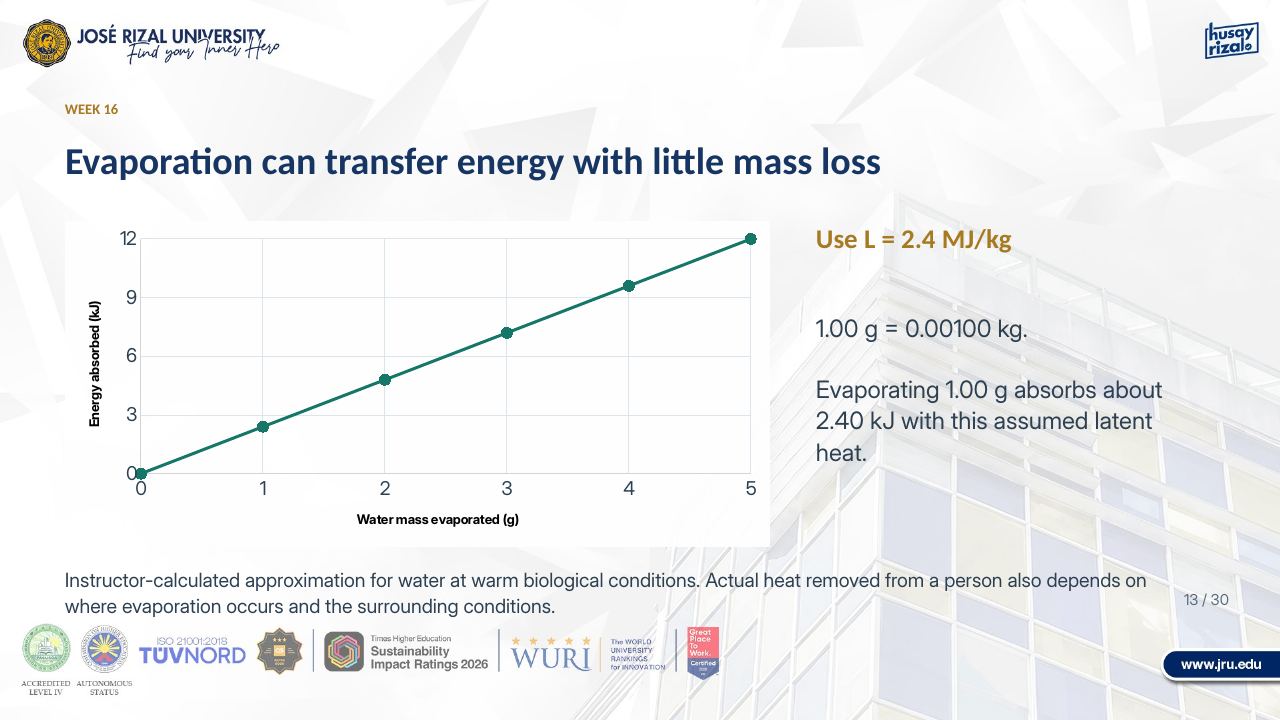 JOSÉ RIZAL UNIVERSITY
Find your Inner Hero
husay
rizal
WEEK 16
Evaporation can transfer energy with little mass loss
12
9
6
3
0
0 1 2 3 4 5
Energy absorbed (kJ)
Water mass evaporated (g)
Use L = 2.4 MJ/kg
1.00 g = 0.00100 kg.
Evaporating 1.00 g absorbs about
2.40 kJ with this assumed latent
heat.
Instructor-calculated approximation for water at warm biological conditions. Actual heat removed from a person also depends on
where evaporation occurs and the surrounding conditions.
13 / 30
ACCREDITED
LEVEL IV
AUTONOMOUS
STATUS
ISO 21001:2018
TÜVNORD
Times Higher Education
Sustainability
Impact Ratings 2026
WURI
The WORLD
UNIVERSITY
RANKINGS
for INNOVATION
Great
Place
To
Work.
Certified
www.jru.edu